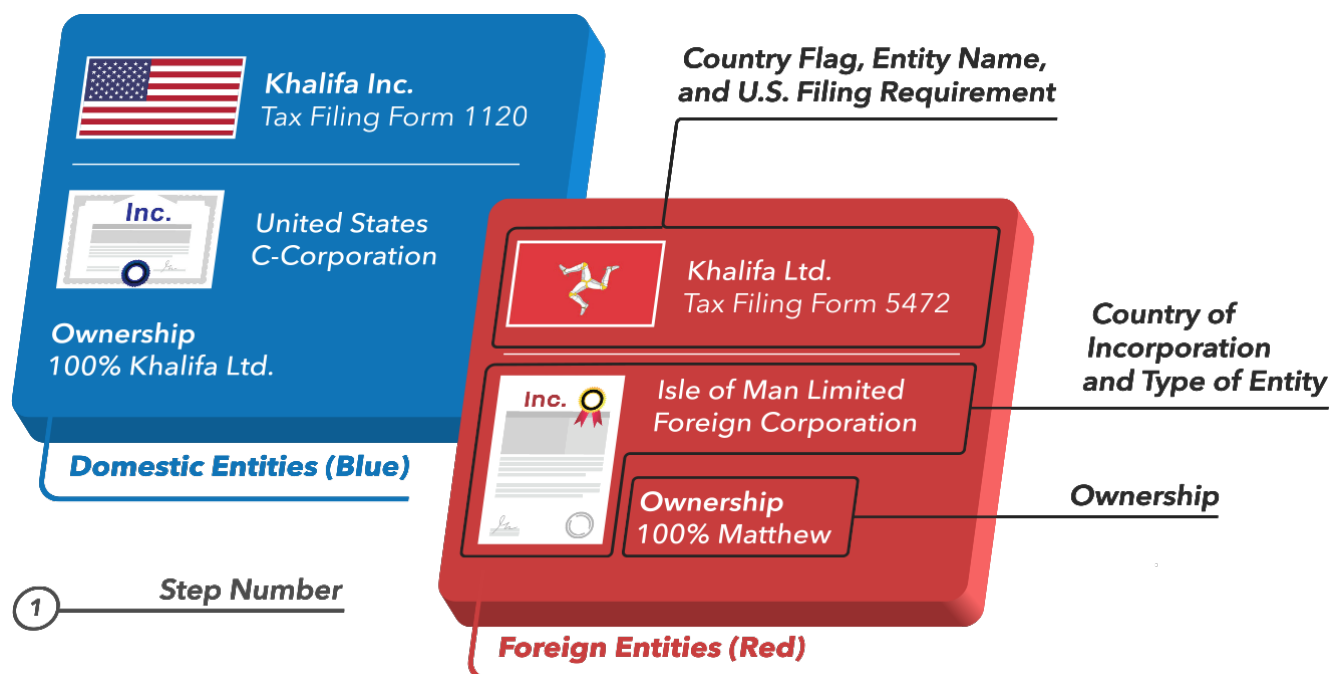 Khalifa Inc.
Tax Filing Form 1120
Inc.
United States
C-Corporation
Ownership
100% Khalifa Ltd.
Domestic Entities (Blue)
Country Flag, Entity Name,
and U.S. Filing Requirement
Khalifa Ltd.
Tax Filing Form 5472
Inc.
Isle of Man Limited
Foreign Corporation
Ownership
100% Matthew
Country of
Incorporation
and Type of Entity
Ownership
1
Step Number
Foreign Entities (Red)